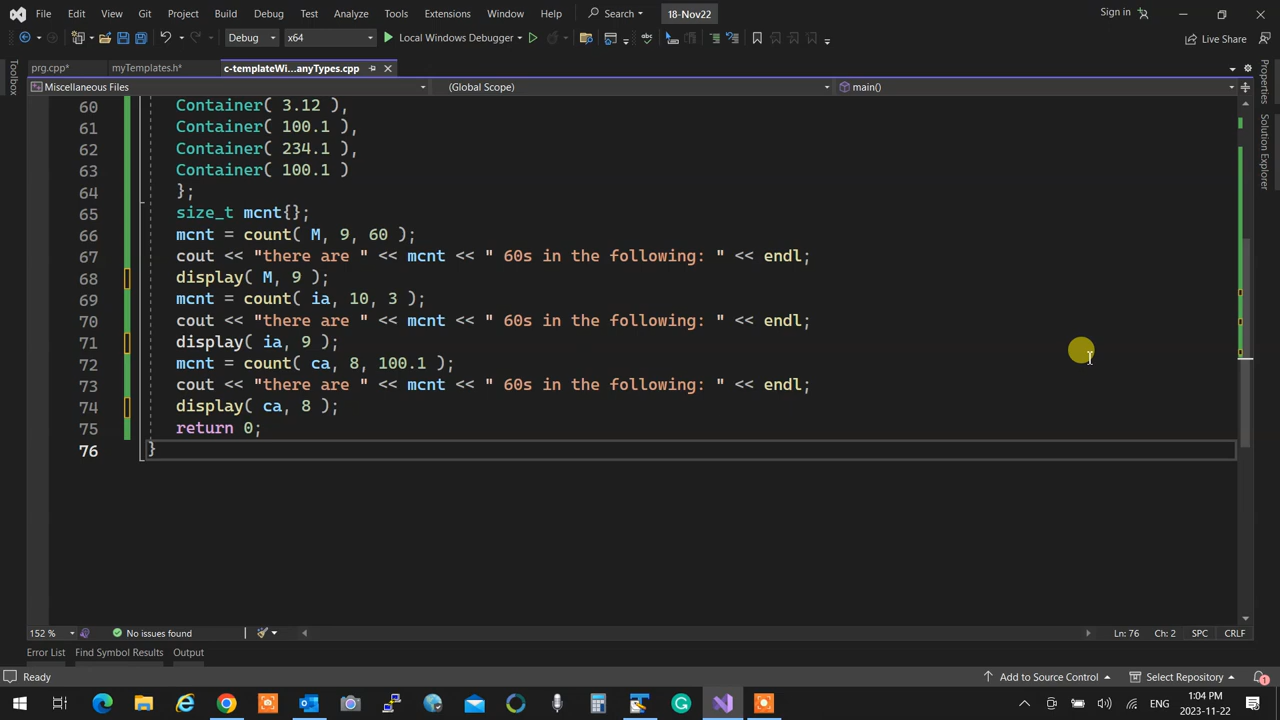 File Edit View Git Project Build Debug Test Analyze Tools Extensions Window Help Search 18-Nov22 Sign in
Debug x64 Local Windows Debugger Live Share
prg.cpp* myTemplates.h* c-templateWi...anyTypes.cpp
Miscellaneous Files (Global Scope) main()
Toolbox
Properties
Solution Explorer
60 Container( 3.12 ),
61 Container( 100.1 ),
62 Container( 234.1 ),
63 Container( 100.1 )
64 };
65 size_t mcnt{};
66 mcnt = count( M, 9, 60 );
67 cout << "there are " << mcnt << " 60s in the following: " << endl;
68 display( M, 9 );
69 mcnt = count( ia, 10, 3 );
70 cout << "there are " << mcnt << " 60s in the following: " << endl;
71 display( ia, 9 );
72 mcnt = count( ca, 8, 100.1 );
73 cout << "there are " << mcnt << " 60s in the following: " << endl;
74 display( ca, 8 );
75 return 0;
76 }
152 % No issues found Ln: 76 Ch: 2 SPC CRLF
Error List Find Symbol Results Output
Ready Add to Source Control Select Repository 1
ENG 1:04 PM
2023-11-22